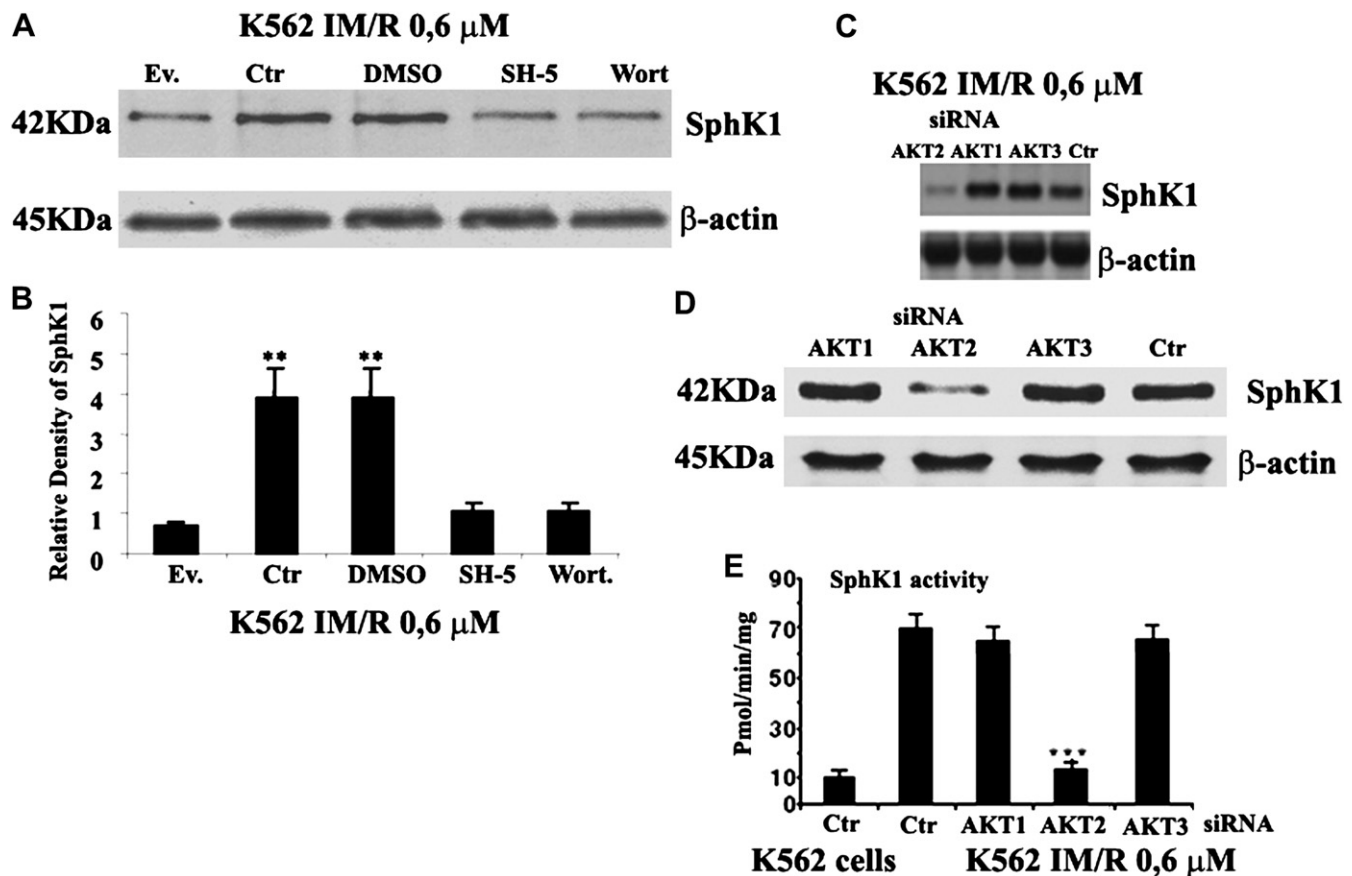 A
K562 IM/R 0,6 μM
Ev. Ctr DMSO SH-5 Wort
42KDa SphK1
45KDa β-actin
B
Relative Density of SphK1
6
5
4
3
2
1
0
** **
Ev. Ctr DMSO SH-5 Wort.
K562 IM/R 0,6 μM
C
K562 IM/R 0,6 μM
siRNA
AKT2 AKT1 AKT3 Ctr
SphK1
β-actin
D
siRNA
AKT1 AKT2 AKT3 Ctr
42KDa SphK1
45KDa β-actin
E
SphK1 activity
Pmol/min/mg
90
70
50
30
10
0
***
Ctr Ctr AKT1 AKT2 AKT3 siRNA
K562 cells K562 IM/R 0,6 μM